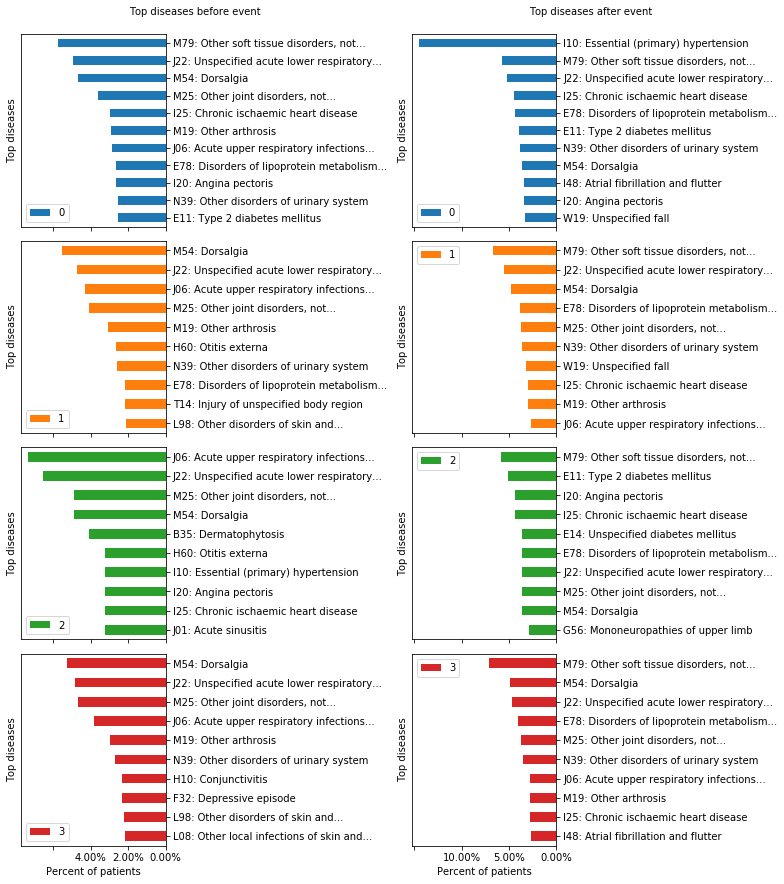 Top diseases before event
Top diseases
M79: Other soft tissue disorders, not...
J22: Unspecified acute lower respiratory...
M54: Dorsalgia
M25: Other joint disorders, not...
I25: Chronic ischaemic heart disease
M19: Other arthrosis
J06: Acute upper respiratory infections...
E78: Disorders of lipoprotein metabolism...
I20: Angina pectoris
N39: Other disorders of urinary system
E11: Type 2 diabetes mellitus
0
Top diseases
M54: Dorsalgia
J22: Unspecified acute lower respiratory...
J06: Acute upper respiratory infections...
M25: Other joint disorders, not...
M19: Other arthrosis
H60: Otitis externa
N39: Other disorders of urinary system
E78: Disorders of lipoprotein metabolism...
T14: Injury of unspecified body region
L98: Other disorders of skin and...
1
Top diseases
J06: Acute upper respiratory infections...
J22: Unspecified acute lower respiratory...
M25: Other joint disorders, not...
M54: Dorsalgia
B35: Dermatophytosis
H60: Otitis externa
I10: Essential (primary) hypertension
I20: Angina pectoris
I25: Chronic ischaemic heart disease
J01: Acute sinusitis
2
Top diseases
M54: Dorsalgia
J22: Unspecified acute lower respiratory...
M25: Other joint disorders, not...
J06: Acute upper respiratory infections...
M19: Other arthrosis
N39: Other disorders of urinary system
H10: Conjunctivitis
F32: Depressive episode
L98: Other disorders of skin and...
L08: Other local infections of skin and...
3
4.00% 2.00% 0.00%
Percent of patients
Top diseases after event
Top diseases
I10: Essential (primary) hypertension
M79: Other soft tissue disorders, not...
J22: Unspecified acute lower respiratory...
I25: Chronic ischaemic heart disease
E78: Disorders of lipoprotein metabolism...
E11: Type 2 diabetes mellitus
N39: Other disorders of urinary system
M54: Dorsalgia
I48: Atrial fibrillation and flutter
I20: Angina pectoris
W19: Unspecified fall
0
Top diseases
1
M79: Other soft tissue disorders, not...
J22: Unspecified acute lower respiratory...
M54: Dorsalgia
E78: Disorders of lipoprotein metabolism...
M25: Other joint disorders, not...
N39: Other disorders of urinary system
W19: Unspecified fall
I25: Chronic ischaemic heart disease
M19: Other arthrosis
J06: Acute upper respiratory infections...
Top diseases
2
M79: Other soft tissue disorders, not...
E11: Type 2 diabetes mellitus
I20: Angina pectoris
I25: Chronic ischaemic heart disease
E14: Unspecified diabetes mellitus
E78: Disorders of lipoprotein metabolism...
J22: Unspecified acute lower respiratory...
M25: Other joint disorders, not...
M54: Dorsalgia
G56: Mononeuropathies of upper limb
Top diseases
3
M79: Other soft tissue disorders, not...
M54: Dorsalgia
J22: Unspecified acute lower respiratory...
E78: Disorders of lipoprotein metabolism...
M25: Other joint disorders, not...
N39: Other disorders of urinary system
J06: Acute upper respiratory infections...
M19: Other arthrosis
I25: Chronic ischaemic heart disease
I48: Atrial fibrillation and flutter
10.00% 5.00% 0.00%
Percent of patients